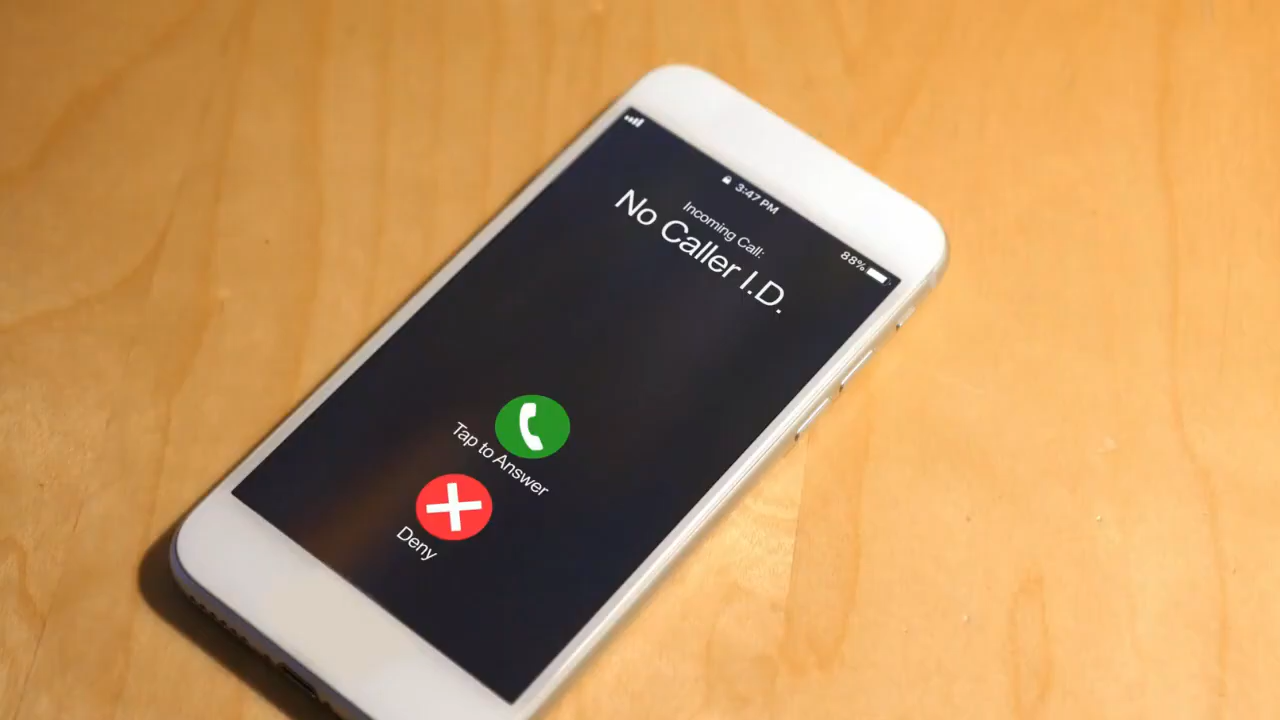 3:47 PM
88%
Incoming Call:
No Caller I.D.
Tap to Answer
Deny